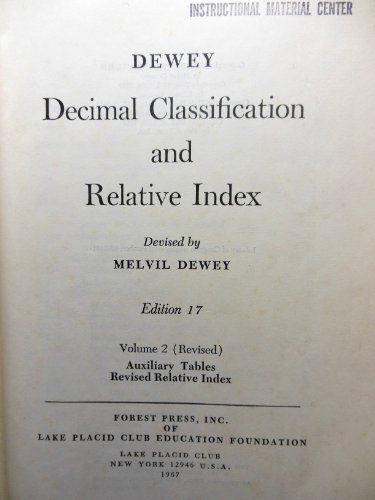 INSTRUCTIONAL MATERIAL CENTER
DEWEY
Decimal Classification
and
Relative Index
Devised by
MELVIL DEWEY
Edition 17
Volume 2 (Revised)
Auxiliary Tables
Revised Relative Index
FOREST PRESS, INC.
OF
LAKE PLACID CLUB EDUCATION FOUNDATION
LAKE PLACID CLUB
NEW YORK 12946 U.S.A.
1967